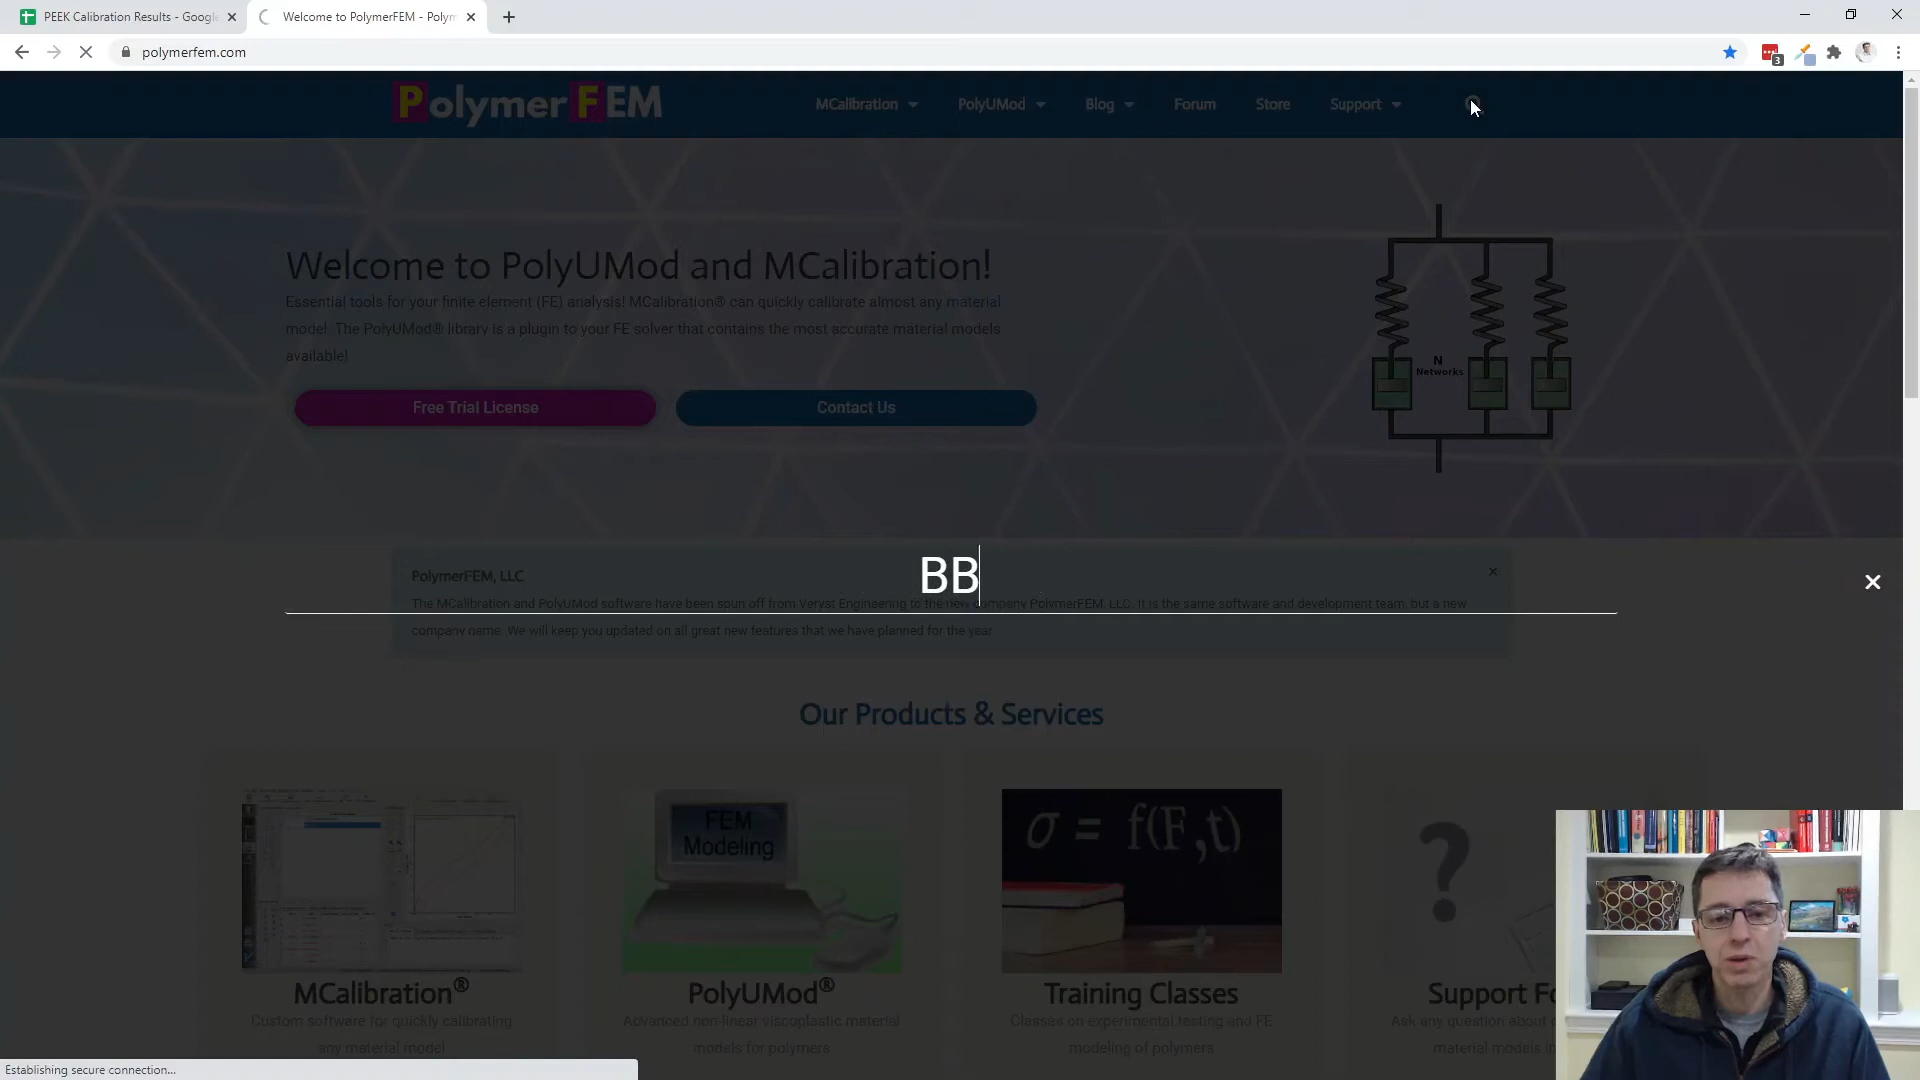 PEEK Calibration Results - Google
Welcome to PolymerFEM - Polym
polymerfem.com
3
PolymerFEM
MCalibration
PolyUMod
Blog
Forum
Store
Support
Welcome to PolyUMod and MCalibration!
Essential tools for your finite element (FE) analysis! MCalibration® can quickly calibrate almost any material
model. The PolyUMod® library is a plugin to your FE solver that contains the most accurate material models
available!
Free Trial License
Contact Us
N
Networks
BB
PolymerFEM, LLC
The MCalibration and PolyUMod software have been spun off from Veryst Engineering to the new company PolymerFEM, LLC. It is the same software and development team, but a new
company name. We will keep you updated on all great new features that we have planned for the year.
Our Products & Services
FEM
Modeling
σ = f(F,t)
?
MCalibration®
PolyUMod®
Training Classes
Support Fo
Custom software for quickly calibrating
any material model
Advanced non-linear viscoplastic material
models for polymers
Classes on experimental testing and FE
modeling of polymers
Ask any question about
material models in
Establishing secure connection...